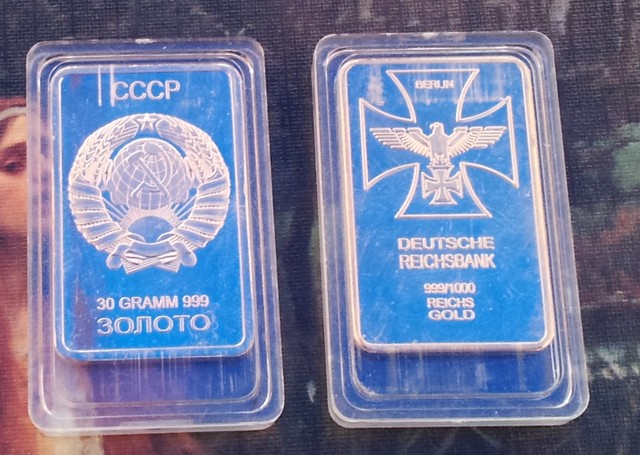 СССР
30 GRAMM 999
ЗОЛОТО
BERLIN
DEUTSCHE
REICHSBANK
999/1000
REICHS
GOLD